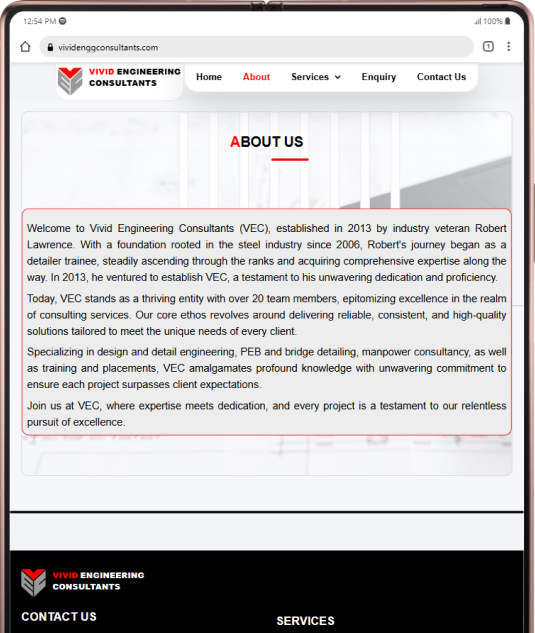 12:54 PM
100%
vividenggconsultants.com
1
VIVID ENGINEERING
CONSULTANTS
Home About Services Enquiry Contact Us
ABOUT US
Welcome to Vivid Engineering Consultants (VEC), established in 2013 by industry veteran Robert
Lawrence. With a foundation rooted in the steel industry since 2006, Robert's journey began as a
detailer trainee, steadily ascending through the ranks and acquiring comprehensive expertise along the
way. In 2013, he ventured to establish VEC, a testament to his unwavering dedication and proficiency.
Today, VEC stands as a thriving entity with over 20 team members, epitomizing excellence in the realm
of consulting services. Our core ethos revolves around delivering reliable, consistent, and high-quality
solutions tailored to meet the unique needs of every client.
Specializing in design and detail engineering, PEB and bridge detailing, manpower consultancy, as well
as training and placements, VEC amalgamates profound knowledge with unwavering commitment to
ensure each project surpasses client expectations.
Join us at VEC, where expertise meets dedication, and every project is a testament to our relentless
pursuit of excellence.
VIVID ENGINEERING
CONSULTANTS
CONTACT US
SERVICES